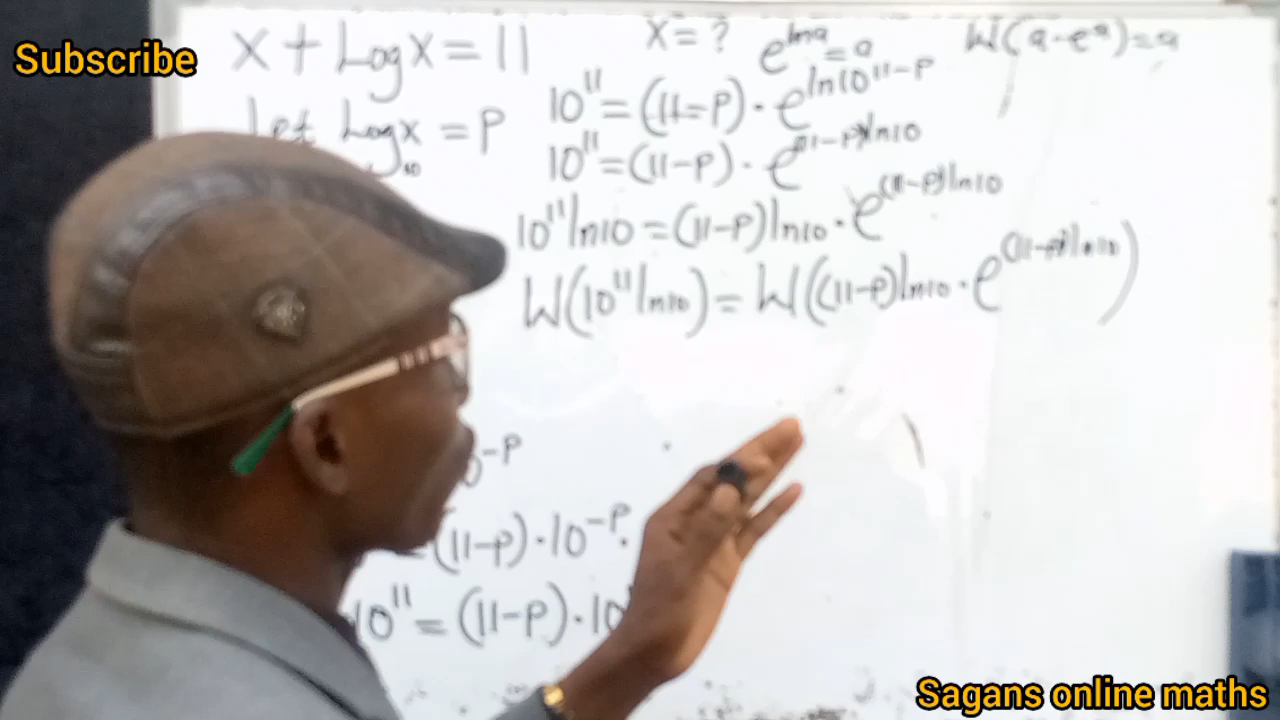 Subscribe
x + Log x = 11
Let Log x = P
10
-P
(11-P)·10^-P.
10^11 = (11-P)·10
x = ?
e^lna = a
W(a·e^a) = a
10^11 = (11-P)·e^ln10^11-P
10^11 = (11-P)·e^(11-P)ln10
10^11 ln10 = (11-P)ln10·e^(11-P)ln10
W(10^11 ln10) = W((11-P)ln10·e^(11-P)ln10)
Sagans online maths